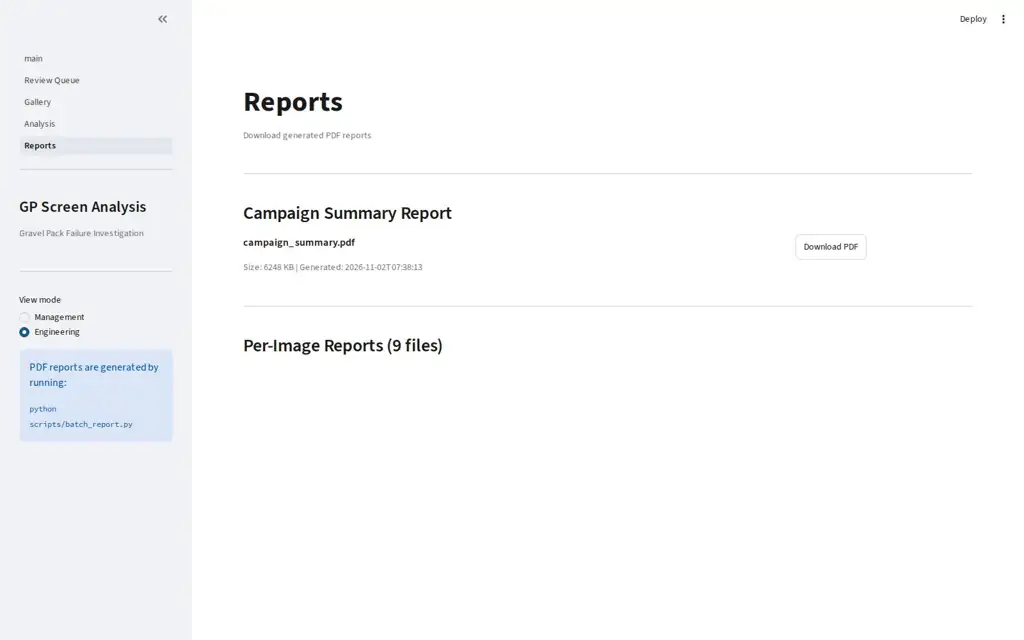 Deploy
main
Review Queue
Gallery
Analysis
Reports
GP Screen Analysis
Gravel Pack Failure Investigation
View mode
Management
Engineering
PDF reports are generated by
running:
python
scripts/batch_report.py
Reports
Download generated PDF reports
Campaign Summary Report
campaign_summary.pdf
Download PDF
Size: 6248 KB | Generated: 2026-11-02T07:38:13
Per-Image Reports (9 files)